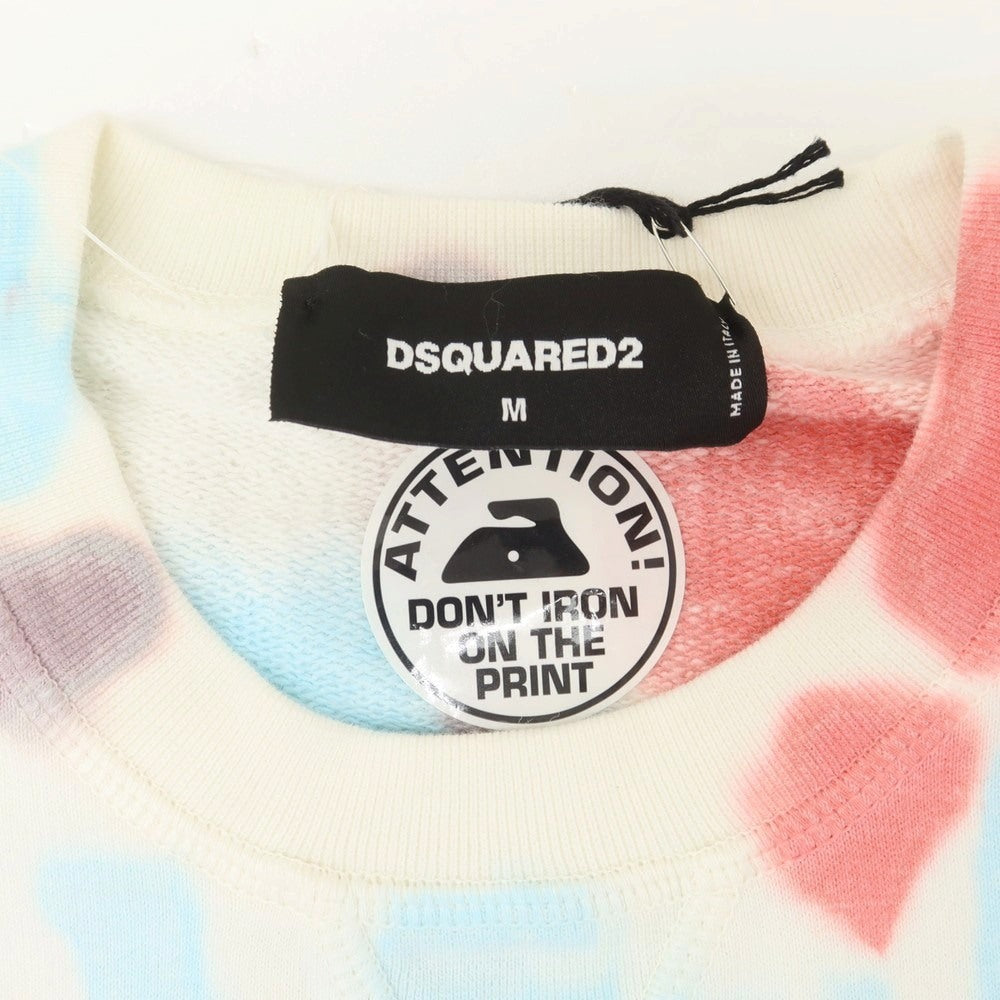 DSQUARED2
M
MADE IN ITALY
ATTENTION!
DON'T IRON
ON THE
PRINT